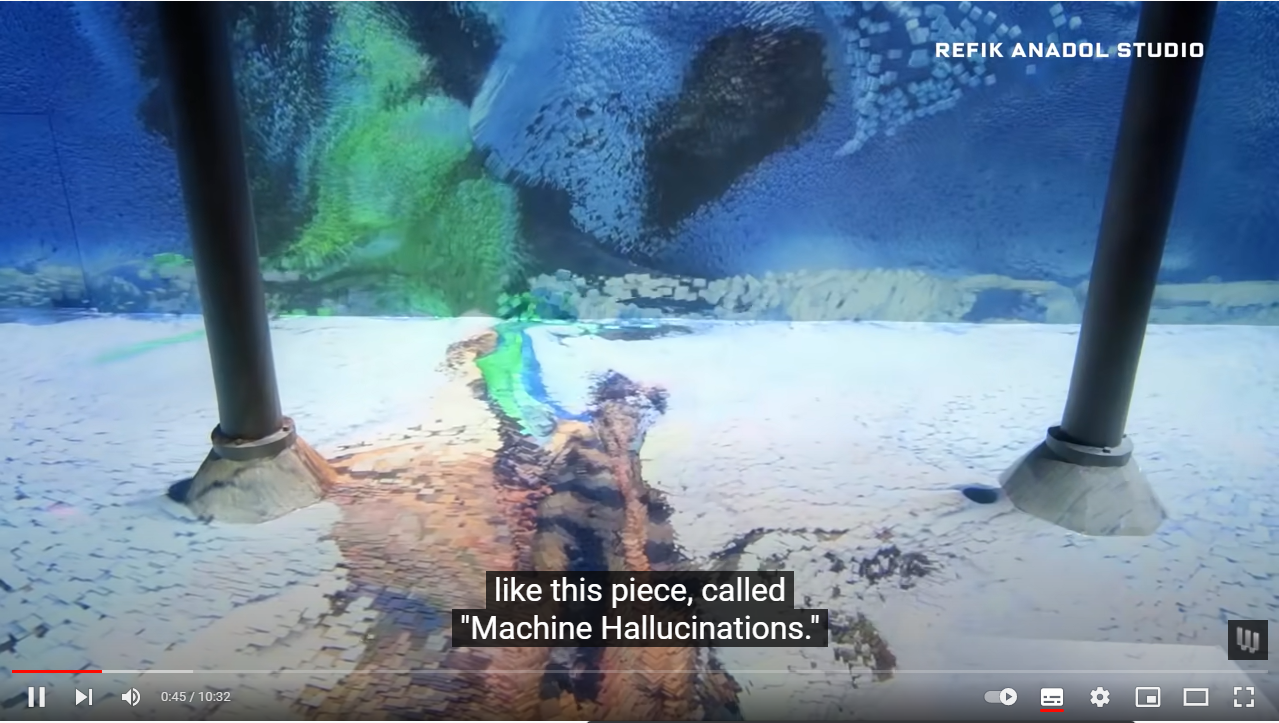 REFIK ANADOL STUDIO
like this piece, called
"Machine Hallucinations."
0:45 / 10:32